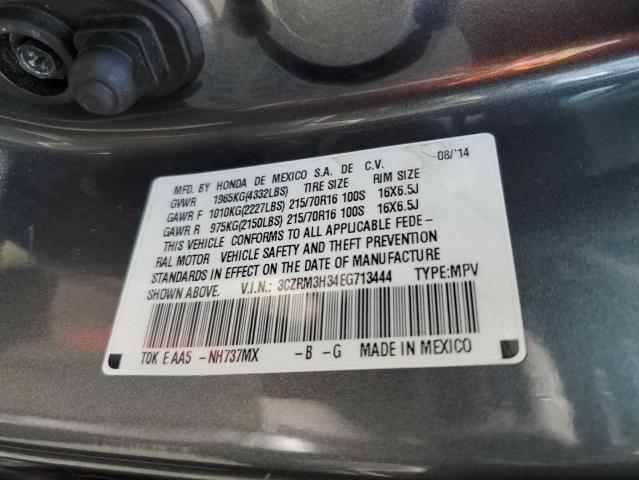 MFD. BY HONDA DE MEXICO S.A. DE C.V. 08/'14
GVWR 1965KG(4332LBS) TIRE SIZE RIM SIZE
GAWR F 1010KG(2227LBS) 215/70R16 100S 16X6.5J
GAWR R 975KG(2150LBS) 215/70R16 100S 16X6.5J
THIS VEHICLE CONFORMS TO ALL APPLICABLE FEDE-
RAL MOTOR VEHICLE SAFETY AND THEFT PREVENTION
STANDARDS IN EFFECT ON THE DATE OF MANUFACTURE
SHOWN ABOVE. V.I.N.: 3CZRM3H34EG713444 TYPE:MPV
T0K E AA5 -NH737MX -B -G MADE IN MEXICO